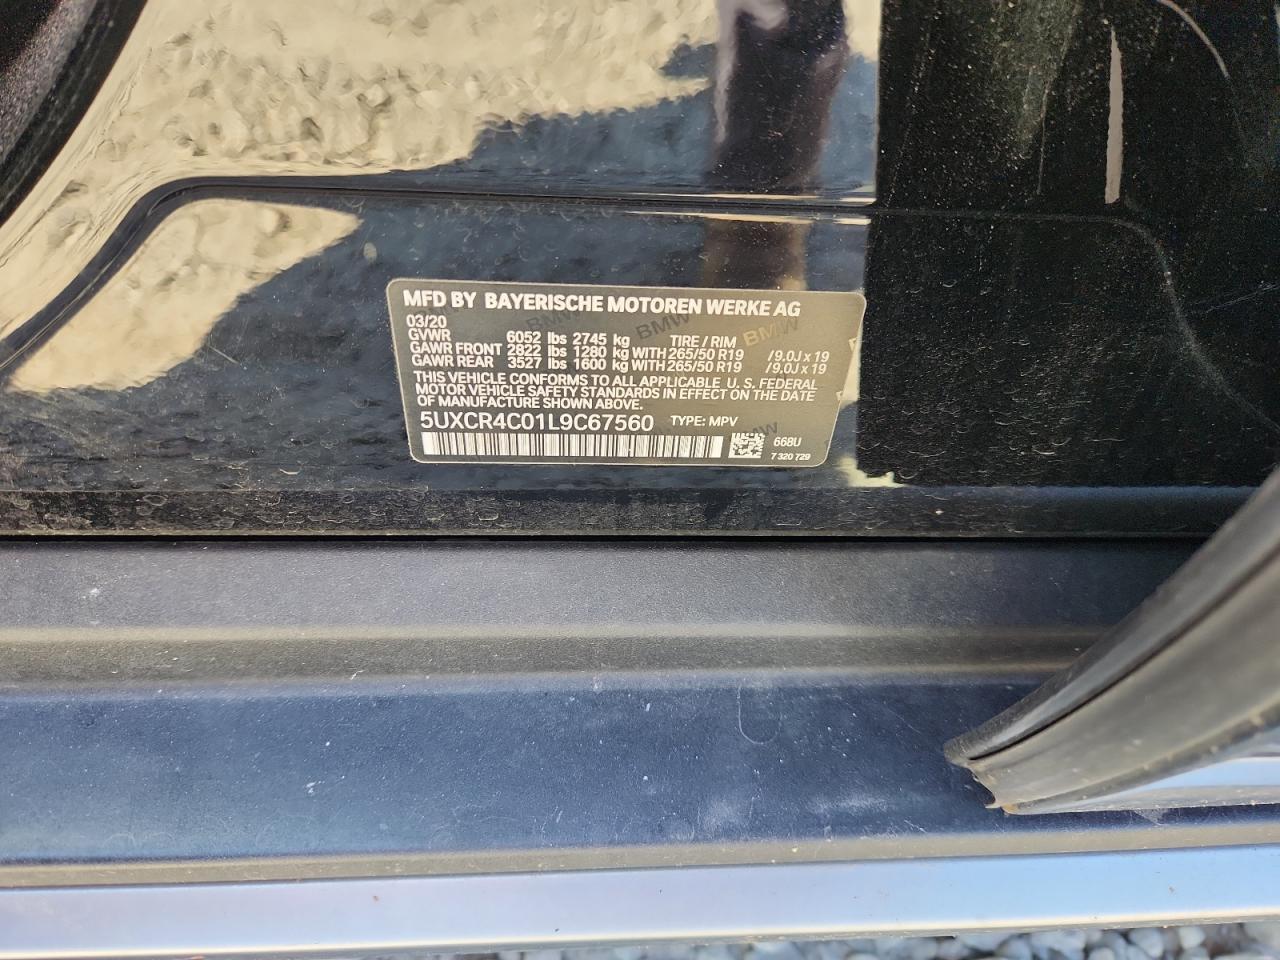 MFD BY BAYERISCHE MOTOREN WERKE AG
03/20
GVWR 6052 lbs 2745 kg TIRE / RIM
GAWR FRONT 2822 lbs 1280 kg WITH 265/50 R19 /9.0J x 19
GAWR REAR 3527 lbs 1600 kg WITH 265/50 R19 /9.0J x 19
THIS VEHICLE CONFORMS TO ALL APPLICABLE U. S. FEDERAL
MOTOR VEHICLE SAFETY STANDARDS IN EFFECT ON THE DATE
OF MANUFACTURE SHOWN ABOVE.
5UXCR4C01L9C67560 TYPE: MPV
668U
7 320 729
BMW BMW BMW